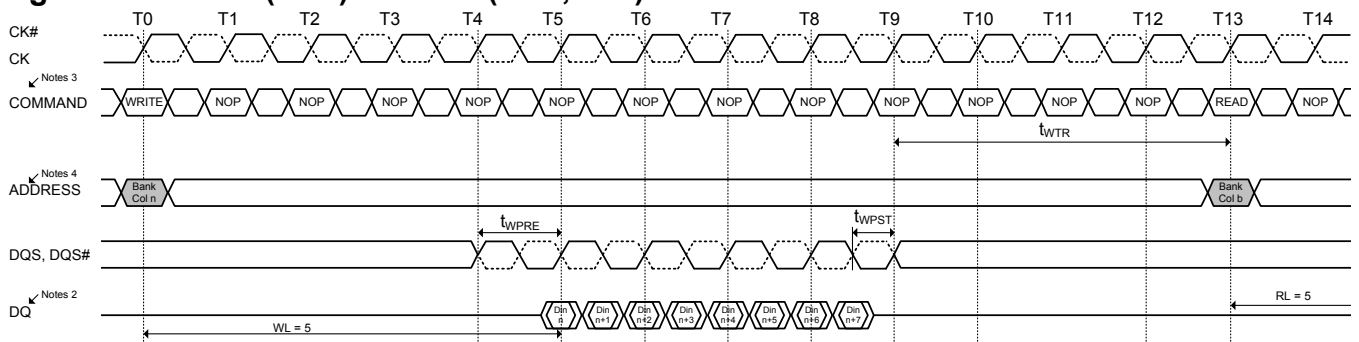 T0 T1 T2 T3 T4 T5 T6 T7 T8 T9 T10 T11 T12 T13 T14
CK#
CK
Notes 3
COMMAND WRITE NOP NOP NOP NOP NOP NOP NOP NOP NOP NOP NOP NOP READ NOP
tWTR
Notes 4
ADDRESS
Bank Bank
Col n Col b
tWPRE tWPST
DQS, DQS#
Notes 2
DQ
Din Din Din Din Din Din Din Din
n n+1 n+2 n+3 n+4 n+5 n+6 n+7
RL = 5
WL = 5